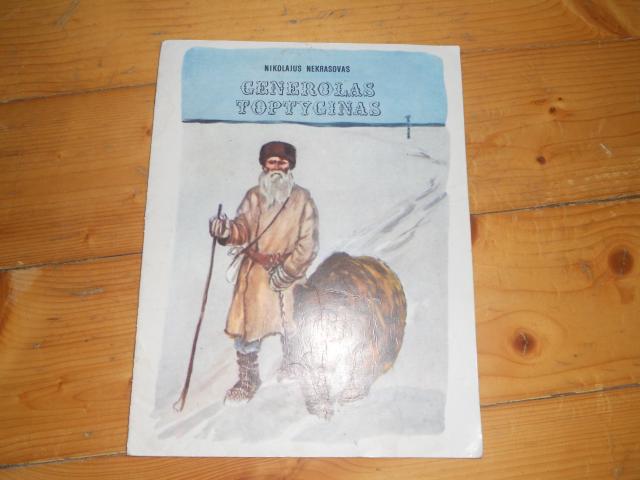 NIKOLAJUS NEKRASOVAS
GENEROLAS
TOPTYGINAS